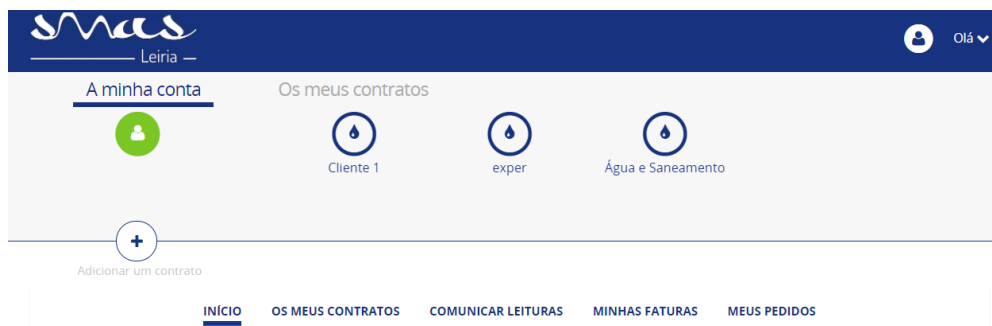 smas
Leiria
Olá
A minha conta
Os meus contratos
Cliente 1
exper
Água e Saneamento
Adicionar um contrato
INÍCIO OS MEUS CONTRATOS COMUNICAR LEITURAS MINHAS FATURAS MEUS PEDIDOS